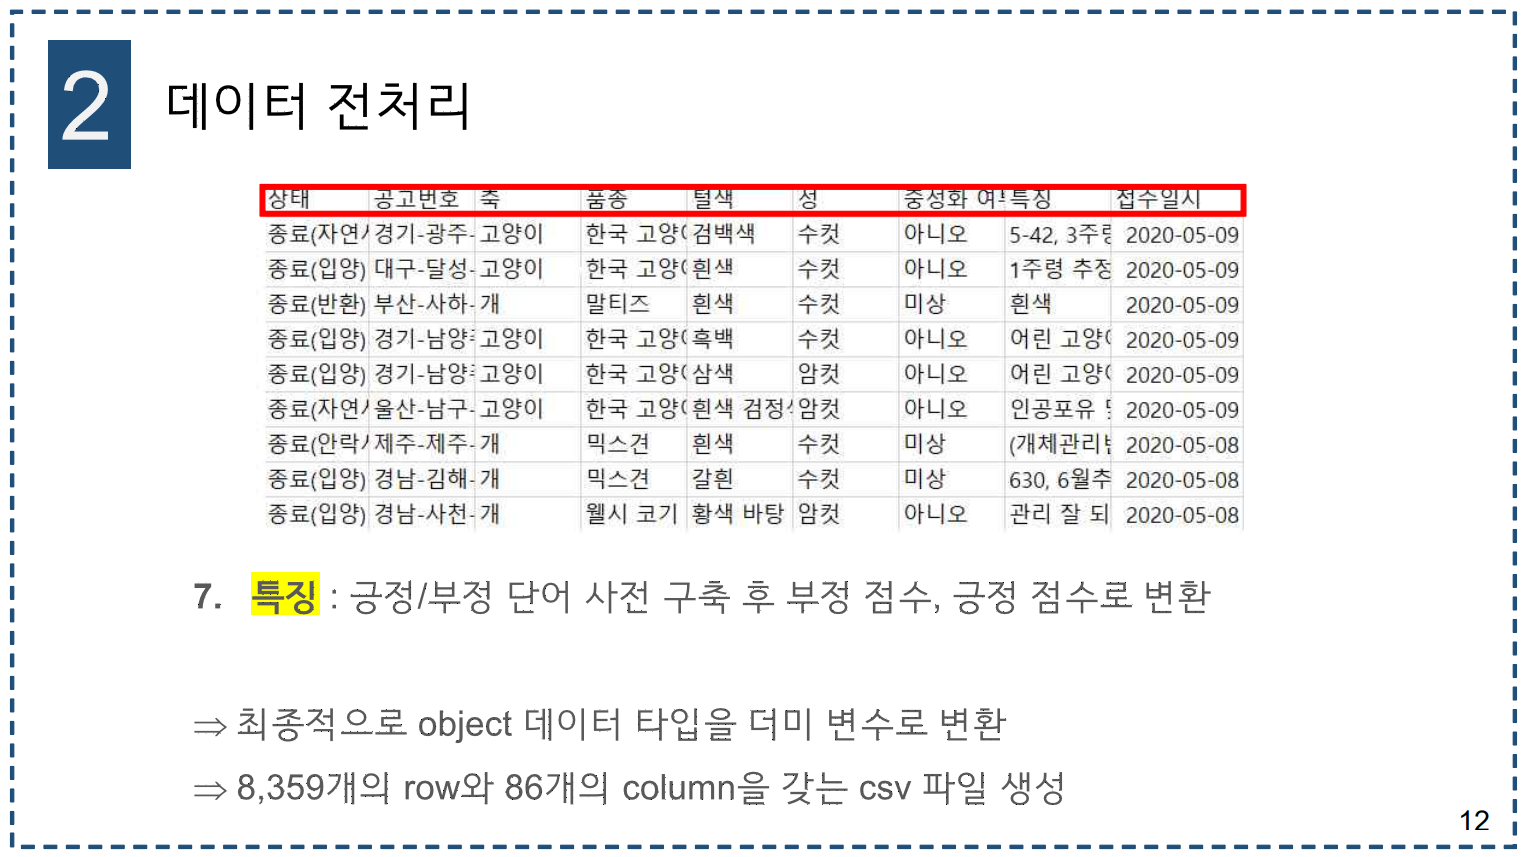 2 데이터 전처리
상태 공고번호 축 품종 털색 성 중성화 여부 특징 접수일시
종료(자연사 경기-광주- 고양이 한국 고양이 검백색 수컷 아니오 5-42, 3주령 2020-05-09
종료(입양) 대구-달성- 고양이 한국 고양이 흰색 수컷 아니오 1주령 추정 2020-05-09
종료(반환) 부산-사하- 개 말티즈 흰색 수컷 미상 흰색 2020-05-09
종료(입양) 경기-남양주 고양이 한국 고양이 흑백 수컷 아니오 어린 고양이 2020-05-09
종료(입양) 경기-남양주 고양이 한국 고양이 삼색 암컷 아니오 어린 고양이 2020-05-09
종료(자연사 울산-남구- 고양이 한국 고양이 흰색 검정색 암컷 아니오 인공포유 2020-05-09
종료(안락사 제주-제주- 개 믹스견 흰색 수컷 미상 (개체관리번 2020-05-08
종료(입양) 경남-김해- 개 믹스견 갈흰 수컷 미상 630, 6월추 2020-05-08
종료(입양) 경남-사천- 개 웰시 코기 황색 바탕 암컷 아니오 관리 잘 되 2020-05-08
7. 특징 : 긍정/부정 단어 사전 구축 후 부정 점수, 긍정 점수로 변환
⇒ 최종적으로 object 데이터 타입을 더미 변수로 변환
⇒ 8,359개의 row와 86개의 column을 갖는 csv 파일 생성
12